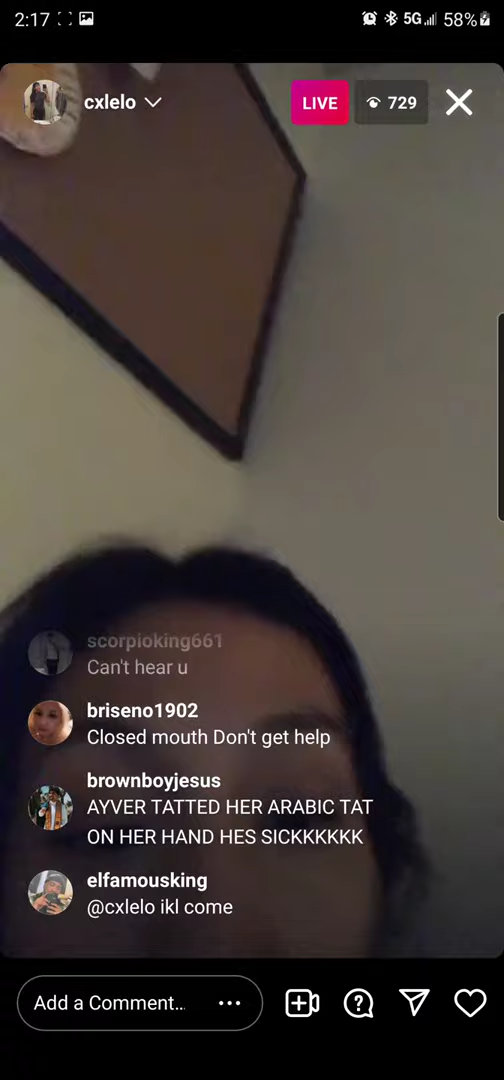 2:17
5G
58%
cxlelo
LIVE
729
scorpioking661
Can't hear u
briseno1902
Closed mouth Don't get help
brownboyjesus
AYVER TATTED HER ARABIC TAT
ON HER HAND HES SICKKKKKK
elfamousking
@cxlelo ikl come
Add a Comment...